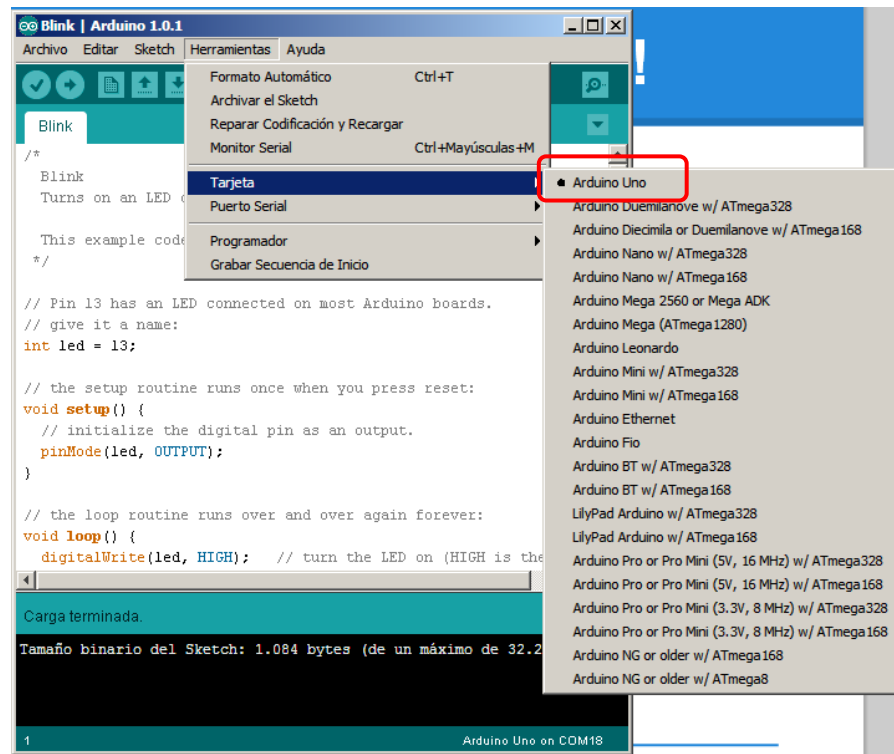 Blink | Arduino 1.0.1
Archivo Editar Sketch Herramientas Ayuda
!
Formato Automático Ctrl+T
Archivar el Sketch
Reparar Codificación y Recargar
Monitor Serial Ctrl+Mayúsculas+M
Tarjeta
Puerto Serial
Programador
Grabar Secuencia de Inicio
Arduino Uno
Arduino Duemilanove w/ ATmega328
Arduino Diecimila or Duemilanove w/ ATmega168
Arduino Nano w/ ATmega328
Arduino Nano w/ ATmega168
Arduino Mega 2560 or Mega ADK
Arduino Mega (ATmega1280)
Arduino Leonardo
Arduino Mini w/ ATmega328
Arduino Mini w/ ATmega168
Arduino Ethernet
Arduino Fio
Arduino BT w/ ATmega328
Arduino BT w/ ATmega168
LilyPad Arduino w/ ATmega328
LilyPad Arduino w/ ATmega168
Arduino Pro or Pro Mini (5V, 16 MHz) w/ ATmega328
Arduino Pro or Pro Mini (5V, 16 MHz) w/ ATmega168
Arduino Pro or Pro Mini (3.3V, 8 MHz) w/ ATmega328
Arduino Pro or Pro Mini (3.3V, 8 MHz) w/ ATmega168
Arduino NG or older w/ ATmega168
Arduino NG or older w/ ATmega8
Blink
/*
Blink
Turns on an LED
This example code
*/
// Pin 13 has an LED connected on most Arduino boards.
// give it a name:
int led = 13;
// the setup routine runs once when you press reset:
void setup() {
// initialize the digital pin as an output.
pinMode(led, OUTPUT);
}
// the loop routine runs over and over again forever:
void loop() {
digitalWrite(led, HIGH); // turn the LED on (HIGH is the
Carga terminada.
Tamaño binario del Sketch: 1.084 bytes (de un máximo de 32.2
1 Arduino Uno on COM18